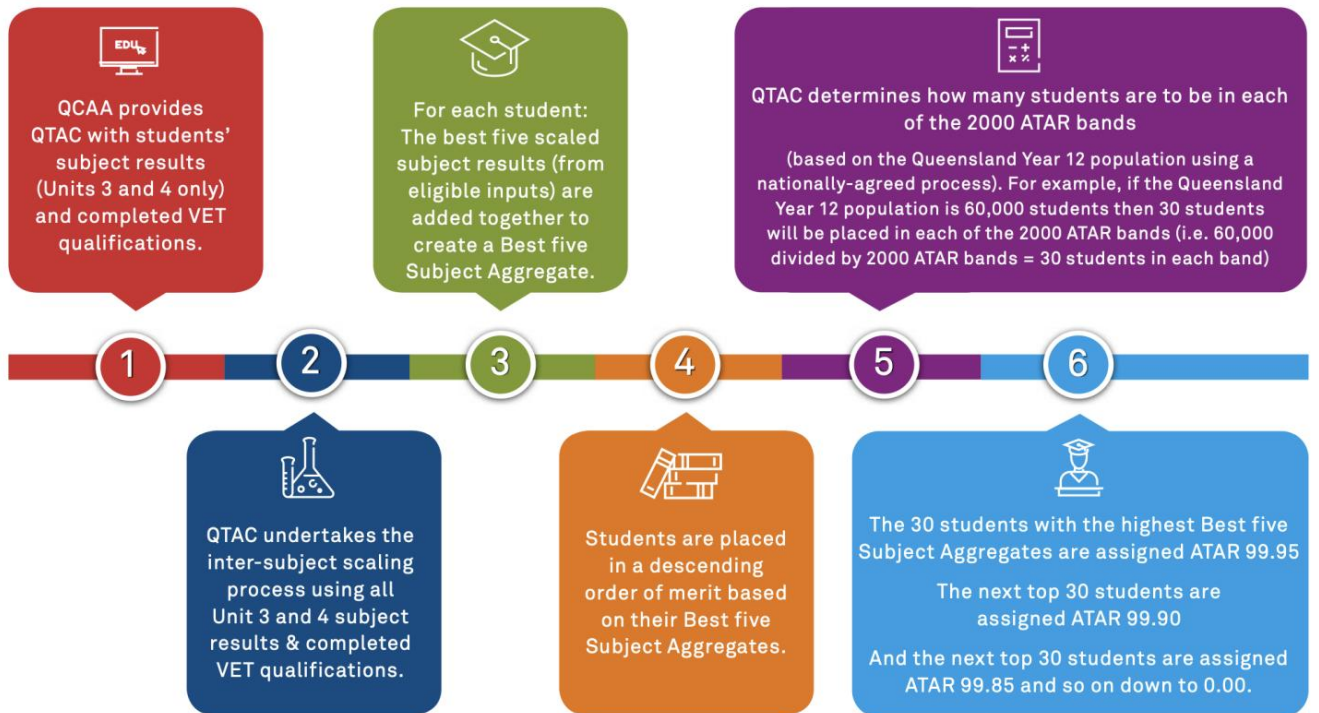 EDU
QCAA provides
QTAC with students'
subject results
(Units 3 and 4 only)
and completed VET
qualifications.
1
QTAC undertakes the
inter-subject scaling
process using all
Unit 3 and 4 subject
results & completed
VET qualifications.
2
For each student:
The best five scaled
subject results (from
eligible inputs) are
added together to
create a Best five
Subject Aggregate.
3
Students are placed
in a descending
order of merit based
on their Best five
Subject Aggregates.
4
QTAC determines how many students are to be in each
of the 2000 ATAR bands
(based on the Queensland Year 12 population using a
nationally-agreed process). For example, if the Queensland
Year 12 population is 60,000 students then 30 students
will be placed in each of the 2000 ATAR bands (i.e. 60,000
divided by 2000 ATAR bands = 30 students in each band)
5
The 30 students with the highest Best five
Subject Aggregates are assigned ATAR 99.95
The next top 30 students are
assigned ATAR 99.90
And the next top 30 students are assigned
ATAR 99.85 and so on down to 0.00.
6